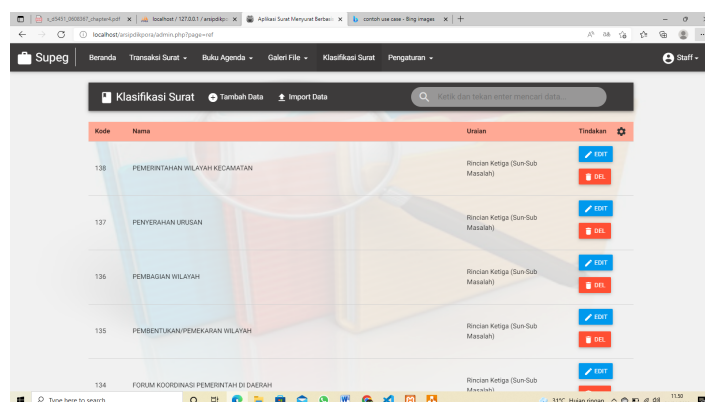 s_d5451_0608367_chapter4.pdf
localhost / 127.0.0.1 / arsipdikpo
Aplikasi Surat Menyurat Berbasis
contoh use case - Bing images
localhost/arsipdikpora/admin.php?page=ref
Supeg Beranda Transaksi Surat Buku Agenda Galeri File Klasifikasi Surat Pengaturan Staff
Klasifikasi Surat Tambah Data Import Data Ketik dan tekan enter mencari data...
Kode Nama Uraian Tindakan
138 PEMERINTAHAN WILAYAH KECAMATAN Rincian Ketiga (Sun-Sub Masalah) EDIT DEL
137 PENYERAHAN URUSAN Rincian Ketiga (Sun-Sub Masalah) EDIT DEL
136 PEMBAGIAN WILAYAH Rincian Ketiga (Sun-Sub Masalah) EDIT DEL
135 PEMBENTUKAN/PEMEKARAN WILAYAH Rincian Ketiga (Sun-Sub Masalah) EDIT DEL
134 FORUM KOORDINASI PEMERINTAH DI DAERAH Rincian Ketiga (Sun-Sub Masalah) EDIT DEL
Type here to search 31°C Hujan ringan 11.50